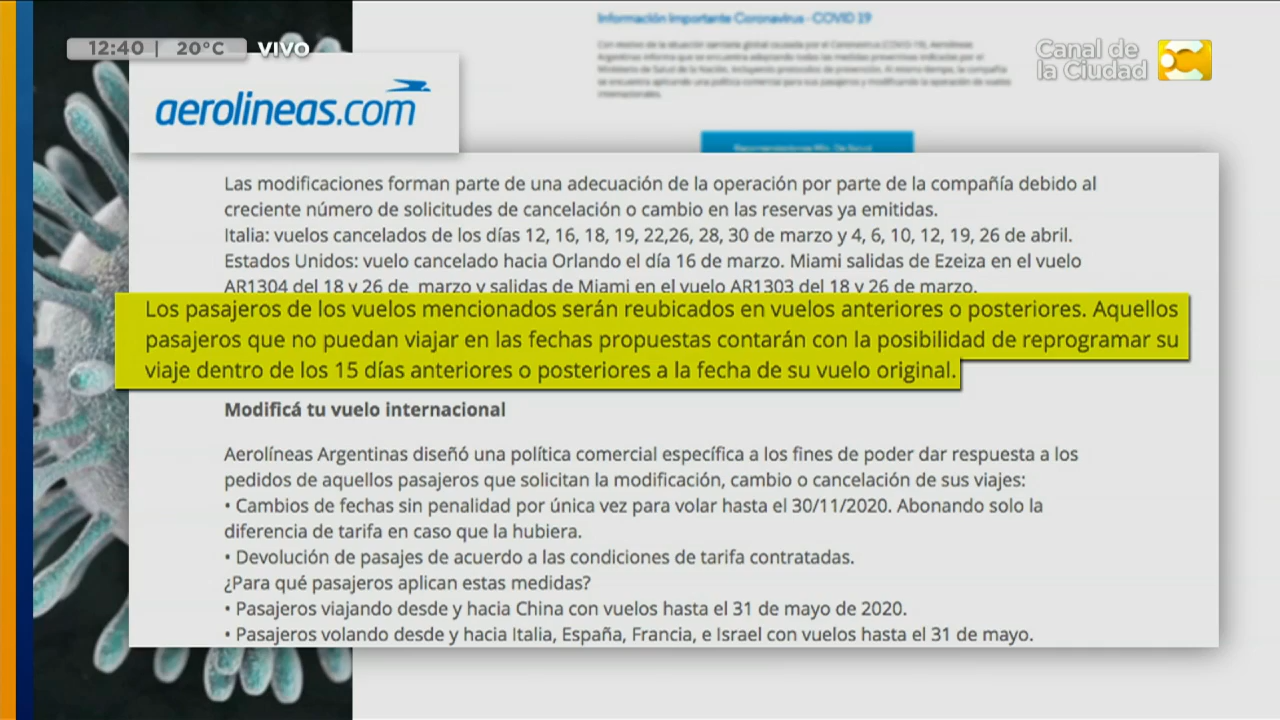 Información Importante Coronavirus - COVID 19
12:40 | 20°C VIVO
Canal de
la Ciudad
aerolineas.com
Las modificaciones forman parte de una adecuación de la operación por parte de la compañía debido al
creciente número de solicitudes de cancelación o cambio en las reservas ya emitidas.
Italia: vuelos cancelados de los días 12, 16, 18, 19, 22,26, 28, 30 de marzo y 4, 6, 10, 12, 19, 26 de abril.
Estados Unidos: vuelo cancelado hacia Orlando el día 16 de marzo. Miami salidas de Ezeiza en el vuelo
AR1304 del 18 y 26 de marzo y salidas de Miami en el vuelo AR1303 del 18 y 26 de marzo.
Los pasajeros de los vuelos mencionados serán reubicados en vuelos anteriores o posteriores. Aquellos
pasajeros que no puedan viajar en las fechas propuestas contarán con la posibilidad de reprogramar su
viaje dentro de los 15 días anteriores o posteriores a la fecha de su vuelo original.
Modificá tu vuelo internacional
Aerolíneas Argentinas diseñó una política comercial específica a los fines de poder dar respuesta a los
pedidos de aquellos pasajeros que solicitan la modificación, cambio o cancelación de sus viajes:
• Cambios de fechas sin penalidad por única vez para volar hasta el 30/11/2020. Abonando solo la
diferencia de tarifa en caso que la hubiera.
• Devolución de pasajes de acuerdo a las condiciones de tarifa contratadas.
¿Para qué pasajeros aplican estas medidas?
• Pasajeros viajando desde y hacia China con vuelos hasta el 31 de mayo de 2020.
• Pasajeros volando desde y hacia Italia, España, Francia, e Israel con vuelos hasta el 31 de mayo.